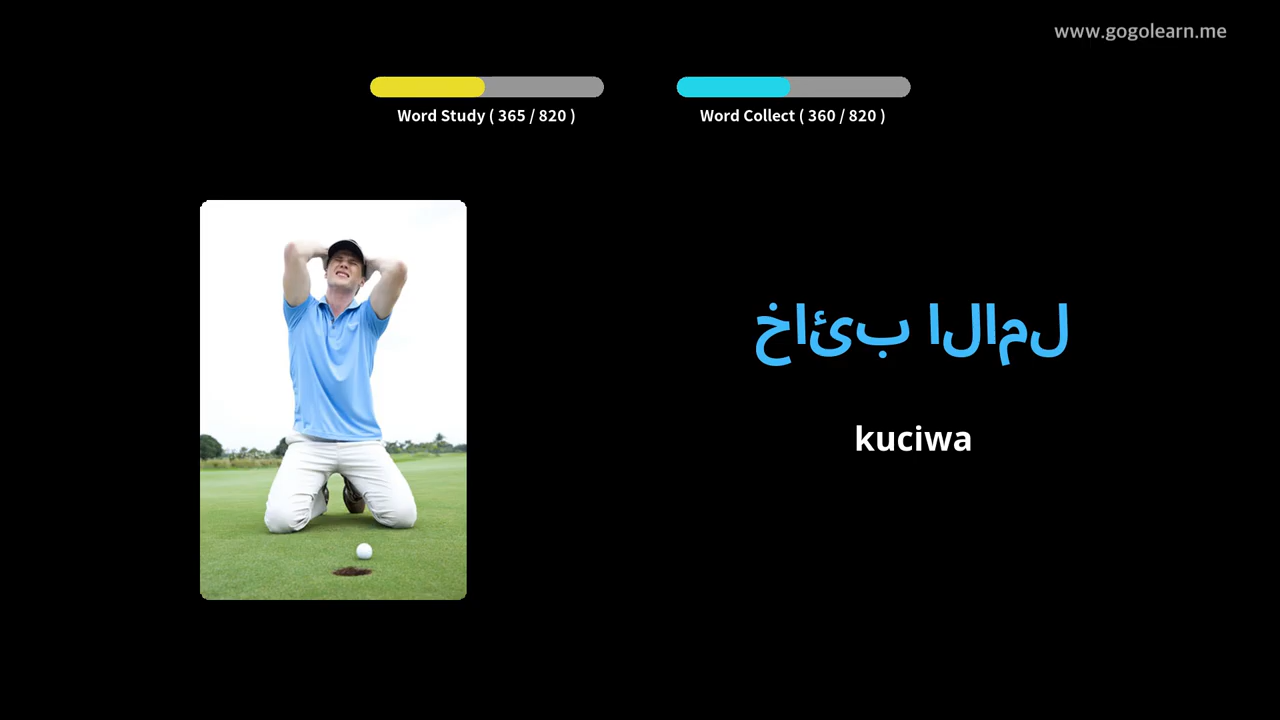 www.gogolearn.me
Word Study ( 365 / 820 )
Word Collect ( 360 / 820 )
خائب الامل
kuciwa